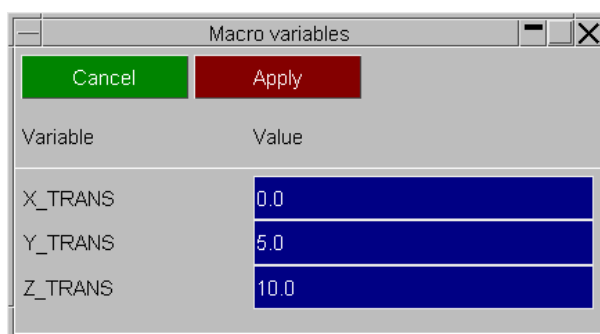 Macro variables
Cancel Apply
Variable Value
X_TRANS 0.0
Y_TRANS 5.0
Z_TRANS 10.0